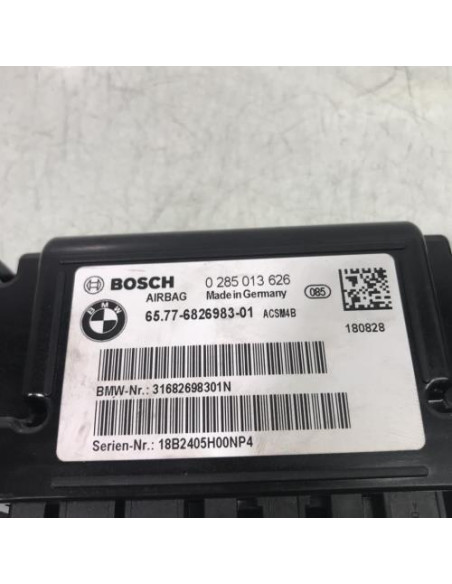 BOSCH 0 285 013 626
AIRBAG Made in Germany 085
BMW 65.77-6826983-01 ACSM4B
180828
BMW-Nr.: 31682698301N
Serien-Nr.: 18B2405H00NP4